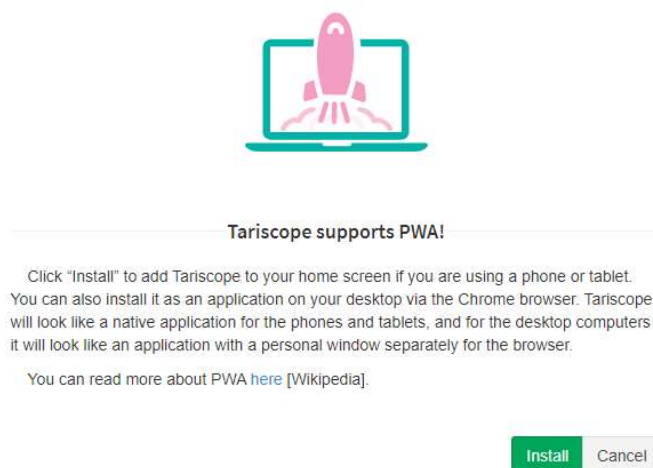 Tariscope supports PWA!
Click “Install” to add Tariscope to your home screen if you are using a phone or tablet.
You can also install it as an application on your desktop via the Chrome browser. Tariscope
will look like a native application for the phones and tablets, and for the desktop computers
it will look like an application with a personal window separately for the browser.
You can read more about PWA here [Wikipedia].
Install Cancel